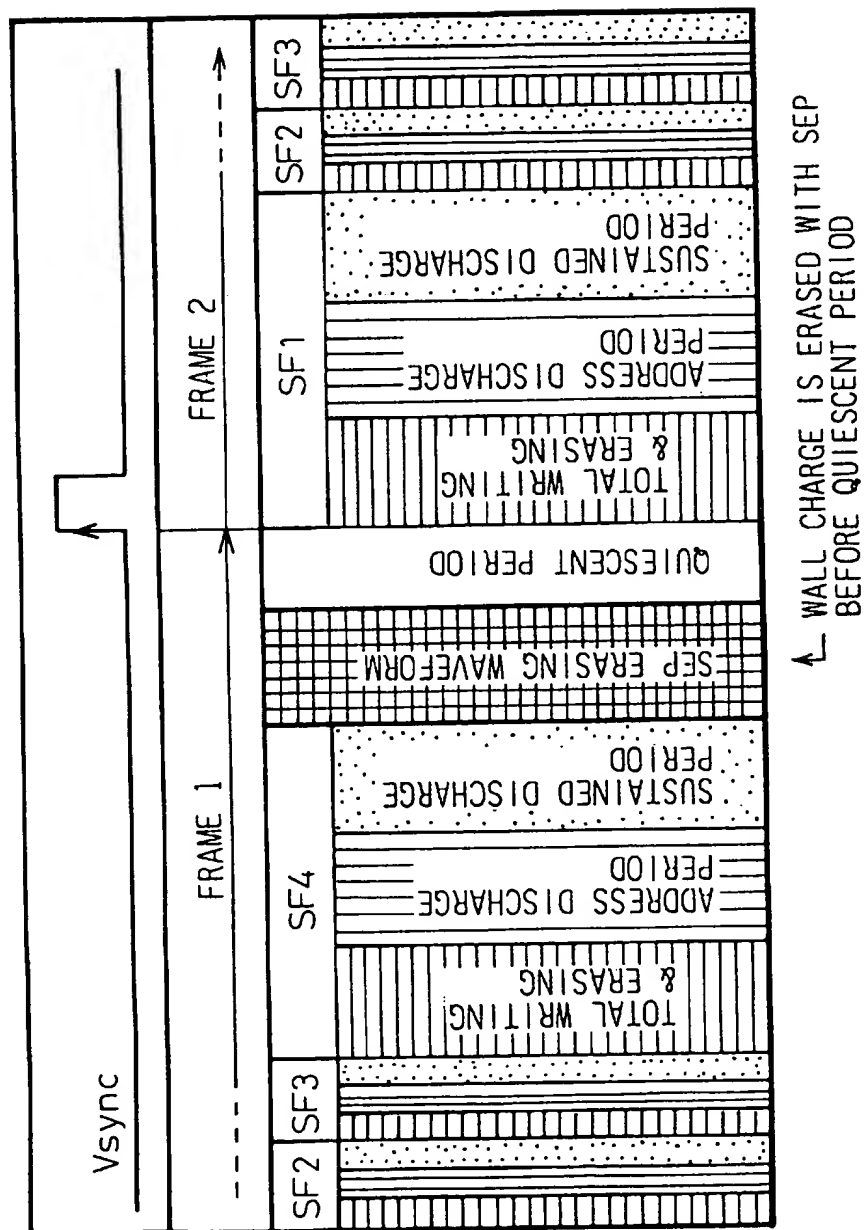 Vsync
FRAME 1
FRAME 2
SF2
SF3
SF4
SF1
SF2
SF3
TOTAL WRITING
& ERASING
ADDRESS DISCHARGE
PERIOD
SUSTAINED DISCHARGE
PERIOD
SEP ERASING WAVEFORM
QUIESCENT PERIOD
TOTAL WRITING
& ERASING
ADDRESS DISCHARGE
PERIOD
SUSTAINED DISCHARGE
PERIOD
WALL CHARGE IS ERASED WITH SEP
BEFORE QUIESCENT PERIOD